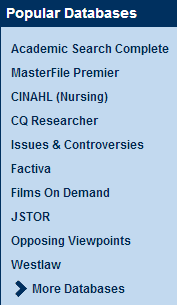 Popular Databases
Academic Search Complete
MasterFile Premier
CINAHL (Nursing)
CQ Researcher
Issues & Controversies
Factiva
Films On Demand
JSTOR
Opposing Viewpoints
Westlaw
More Databases